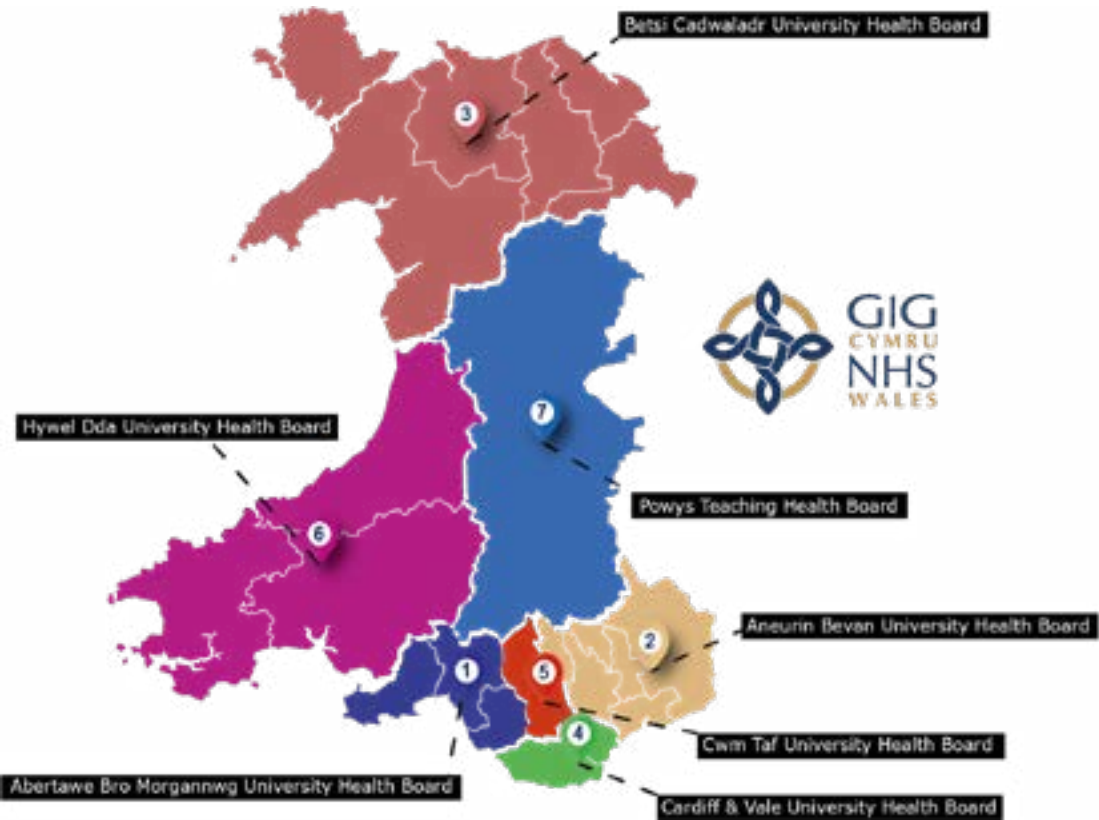 Betsi Cadwaladr University Health Board
3
GIG
CYMRU
NHS
WALES
7
Hywel Dda University Health Board
Powys Teaching Health Board
6
Aneurin Bevan University Health Board
2
1
5
4
Cwm Taf University Health Board
Abertawe Bro Morgannwg University Health Board
Cardiff & Vale University Health Board